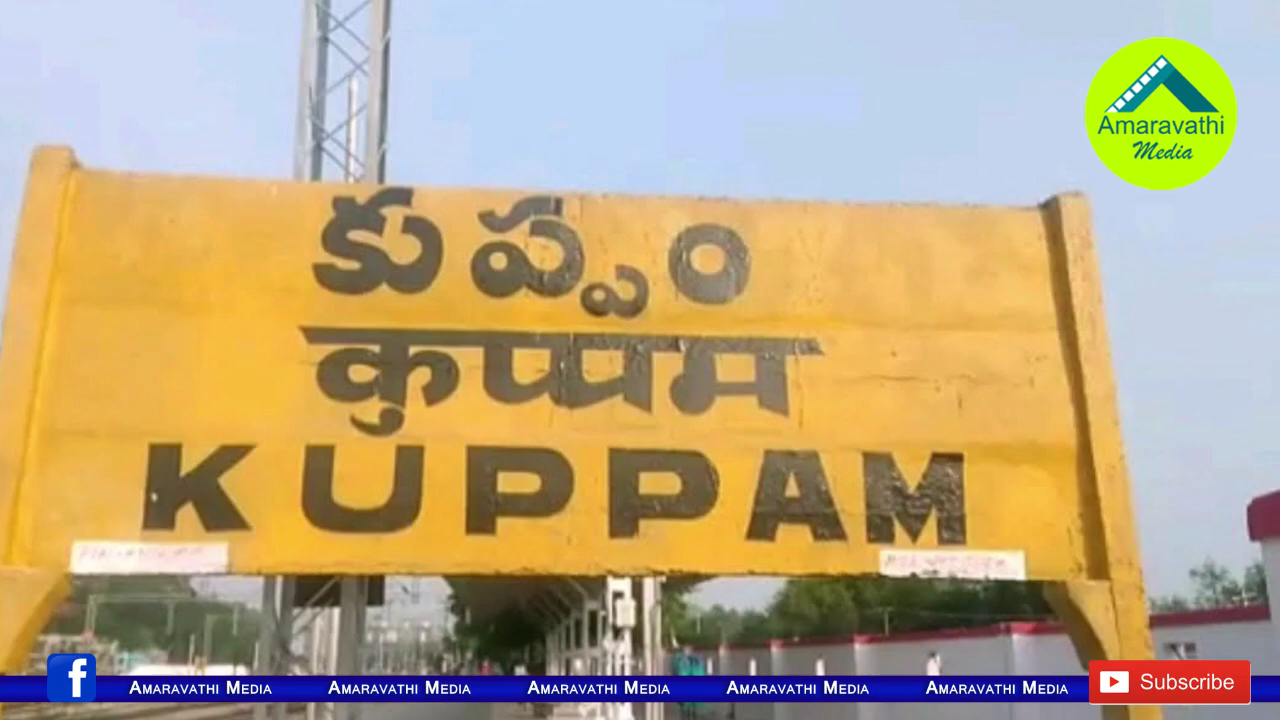 Amaravathi
Media
కుప్పం
कुप्पम
KUPPAM
Amaravathi Media Amaravathi Media Amaravathi Media Amaravathi Media Amaravathi Media
Subscribe